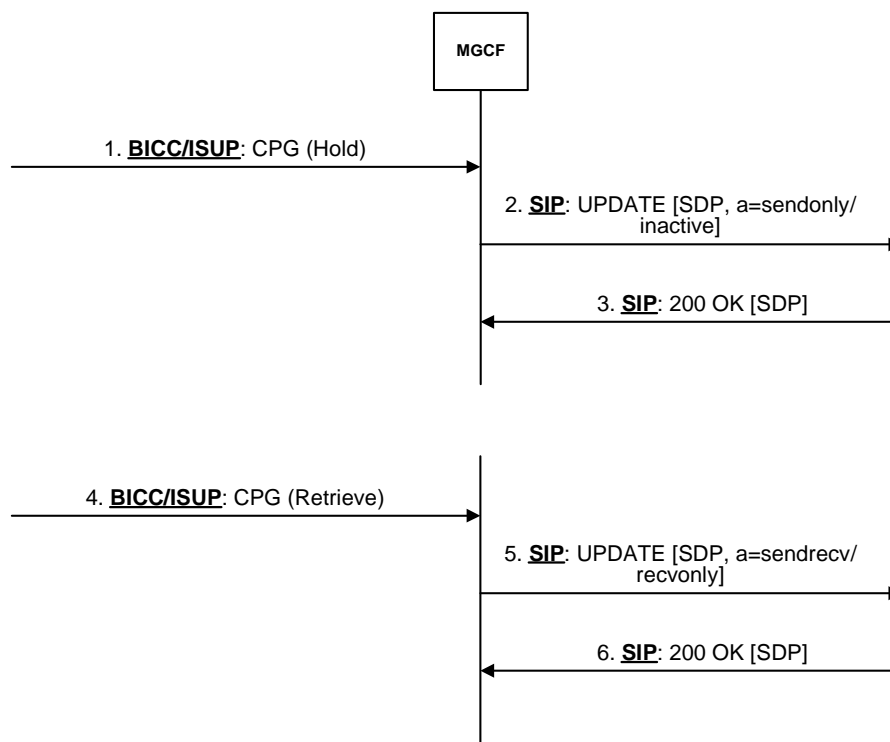 MGCF
1. BICC/ISUP: CPG (Hold)
2. SIP: UPDATE [SDP, a=sendonly/
inactive]
3. SIP: 200 OK [SDP]
4. BICC/ISUP: CPG (Retrieve)
5. SIP: UPDATE [SDP, a=sendrecv/
recvonly]
6. SIP: 200 OK [SDP]